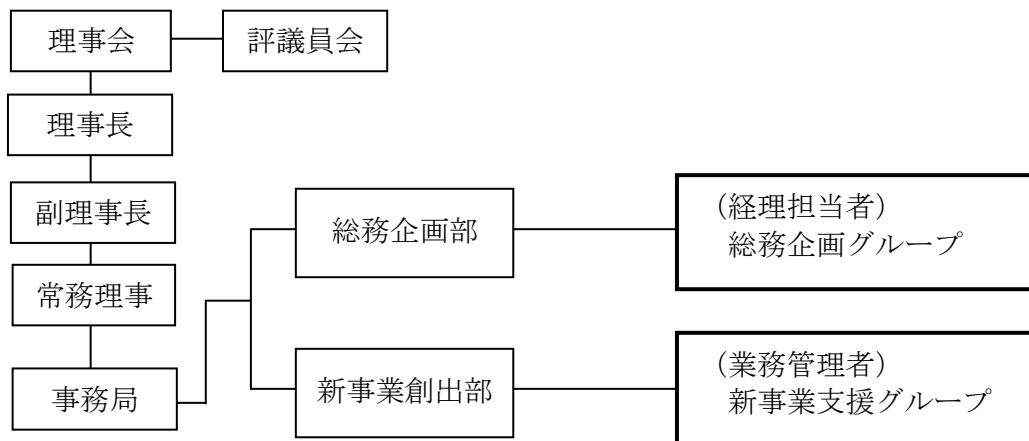 理事会
評議員会
理事長
副理事長
常務理事
事務局
総務企画部
(経理担当者)
総務企画グループ
新事業創出部
(業務管理者)
新事業支援グループ